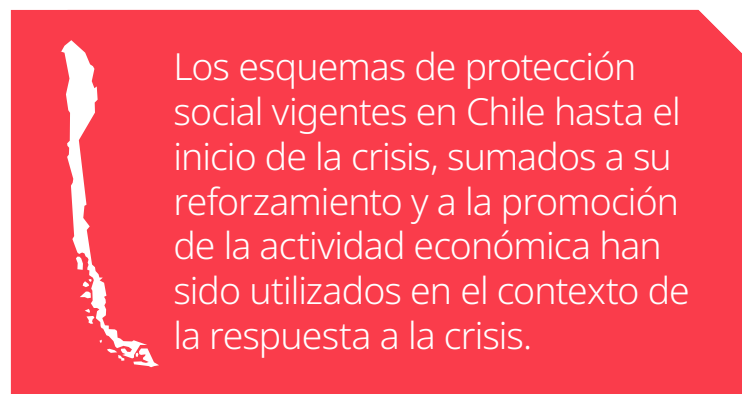 Los esquemas de protección
social vigentes en Chile hasta el
inicio de la crisis, sumados a su
reforzamiento y a la promoción
de la actividad económica han
sido utilizados en el contexto de
la respuesta a la crisis.